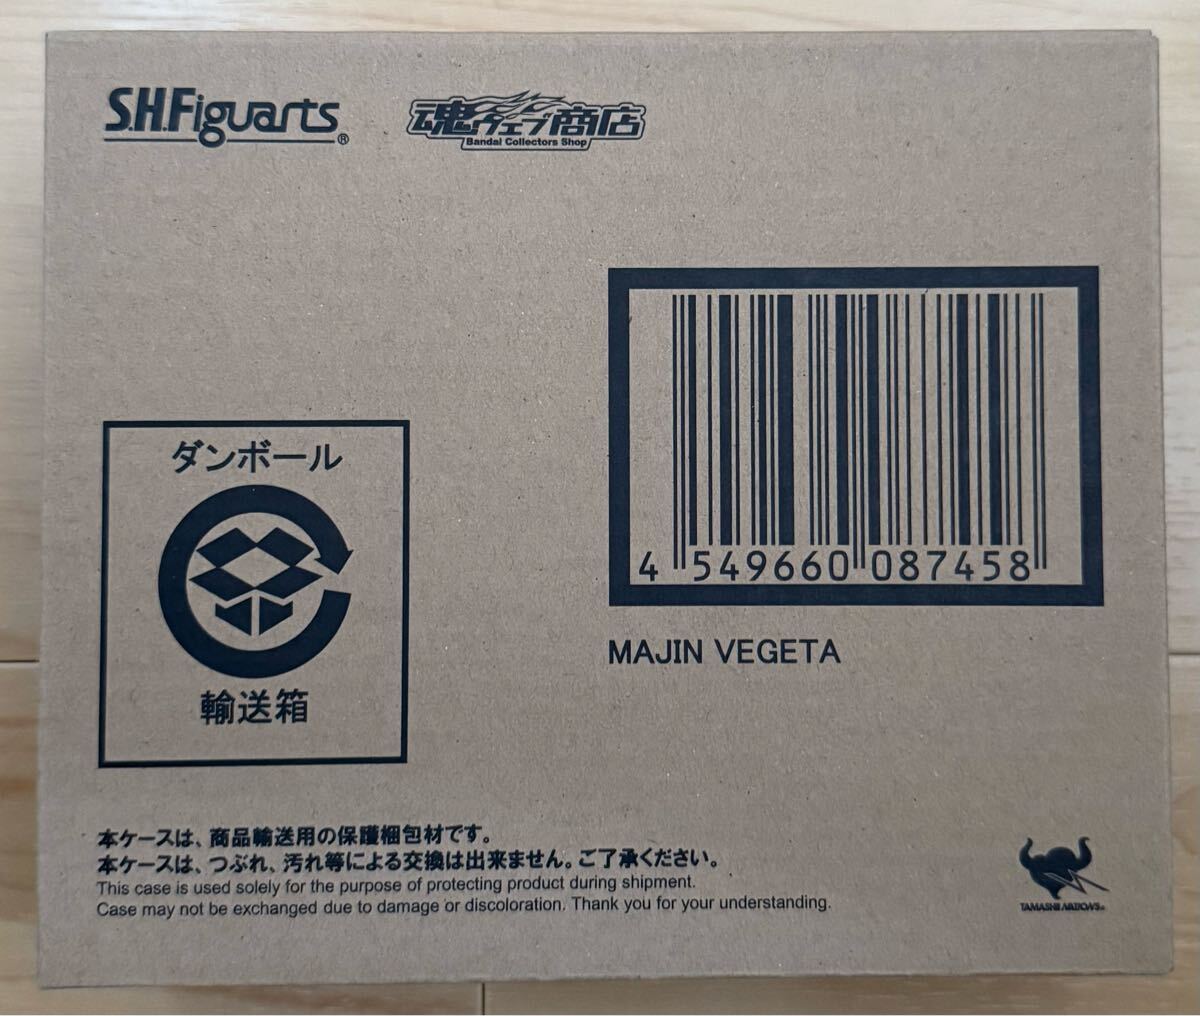 S.H.Figuarts®
魂ウェブ商店
Bandai Collectors Shop
4 549660 087458
MAJIN VEGETA
ダンボール
輸送箱
本ケースは、商品輸送用の保護梱包材です。
本ケースは、つぶれ、汚れ等による交換は出来ません。ご了承ください。
This case is used solely for the purpose of protecting product during shipment.
Case may not be exchanged due to damage or discoloration. Thank you for your understanding.
TAMASHII NATIONS